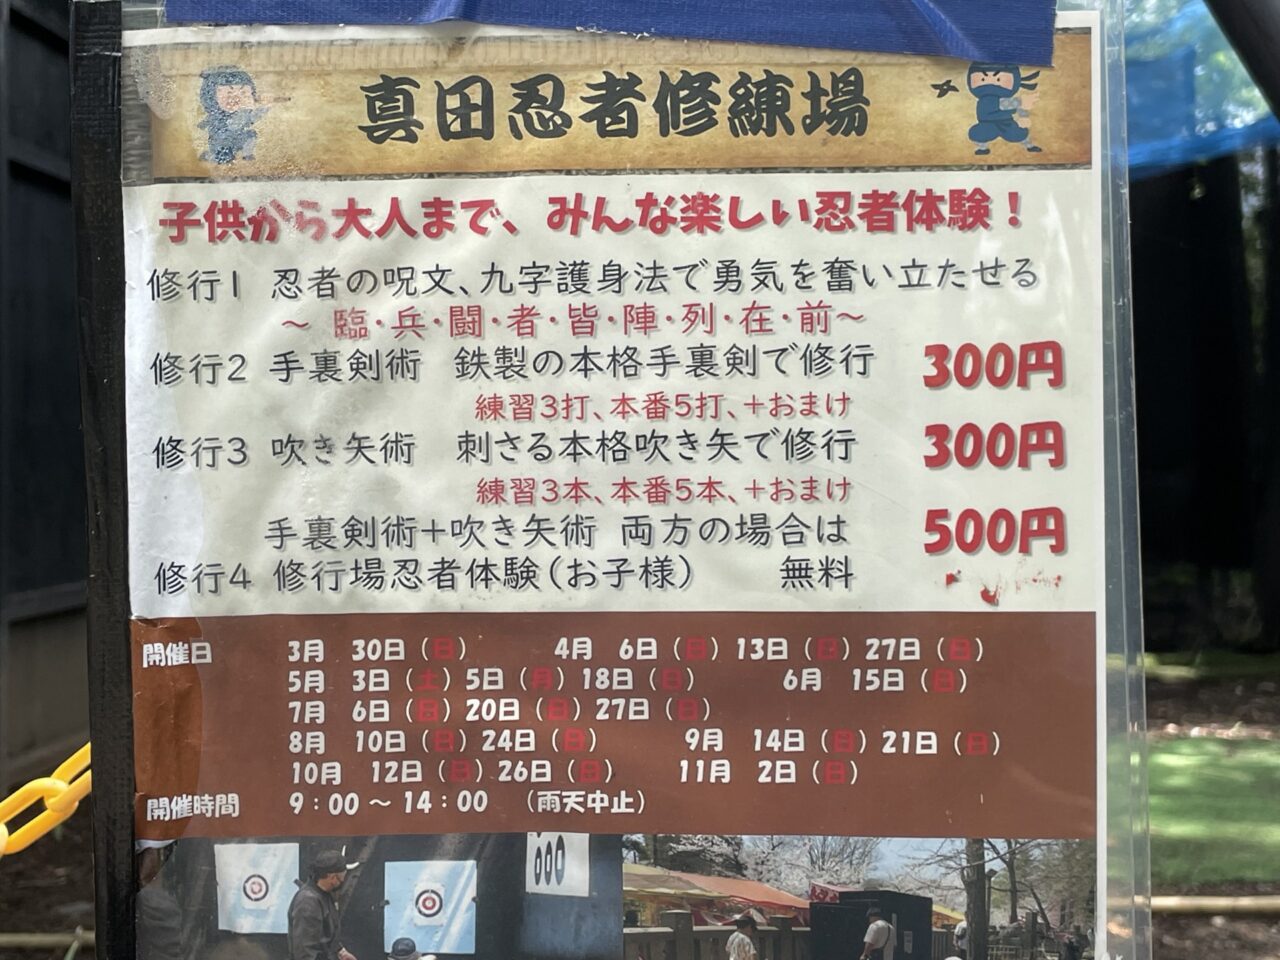 真田忍者修練場
子供から大人まで、みんな楽しい忍者体験！
修行1 忍者の呪文、九字護身法で勇気を奮い立たせる
～ 臨・兵・闘・者・皆・陣・列・在・前～
修行2 手裏剣術 鉄製の本格手裏剣で修行 300円
練習3打、本番5打、+おまけ
修行3 吹き矢術 刺さる本格吹き矢で修行 300円
練習3本、本番5本、+おまけ
手裏剣術+吹き矢術 両方の場合は 500円
修行4 修行場忍者体験(お子様) 無料
開催日 3月 30日(日) 4月 6日(日) 13日(日) 27日(日)
5月 3日(土) 5日(月) 18日(日) 6月 15日(日)
7月 6日(日) 20日(日) 27日(日)
8月 10日(日) 24日(日) 9月 14日(日) 21日(日)
10月 12日(日) 26日(日) 11月 2日(日)
開催時間 9：00 ～ 14：00 (雨天中止)